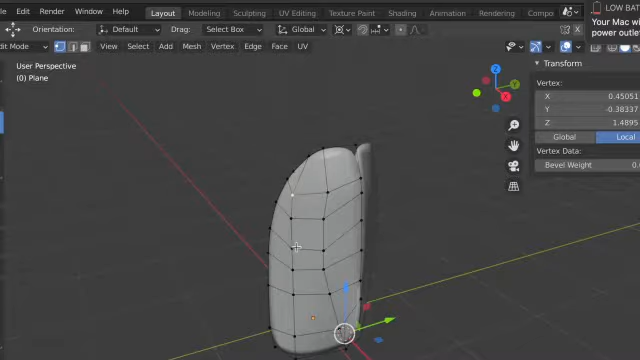 Edit Render Window Help Layout Modeling Sculpting UV Editing Texture Paint Shading Animation Rendering Compo
LOW BAT
Your Mac wi
power outle
Orientation: Default Drag: Select Box Global
dit Mode View Select Add Mesh Vertex Edge Face UV
User Perspective
(0) Plane
Z
Y
X
Transform
Vertex:
X 0.45051
Y -0.38337
Z 1.4895
Global Local
Vertex Data:
Bevel Weight 0.